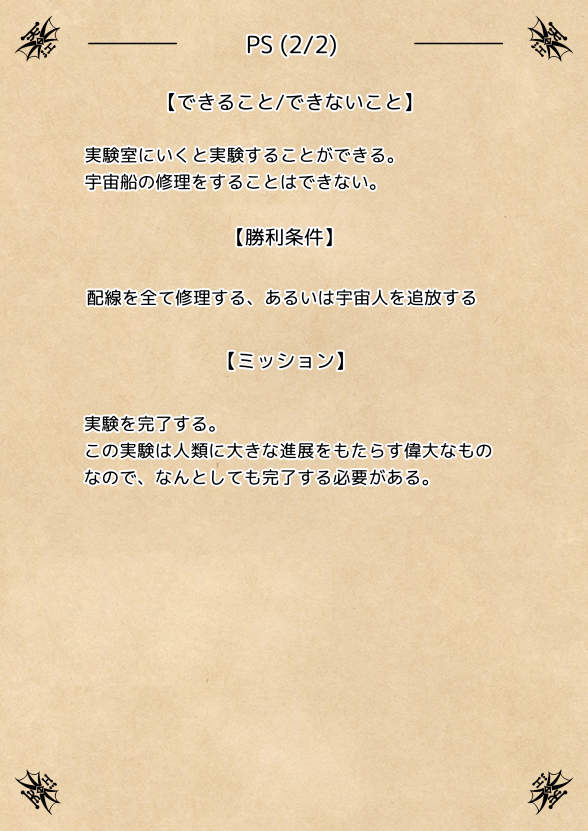 PS (2/2)
【できること/できないこと】
実験室にいくと実験することができる。
宇宙船の修理をすることはできない。
【勝利条件】
配線を全て修理する、あるいは宇宙人を追放する
【ミッション】
実験を完了する。
この実験は人類に大きな進展をもたらす偉大なもの
なので、なんとしても完了する必要がある。